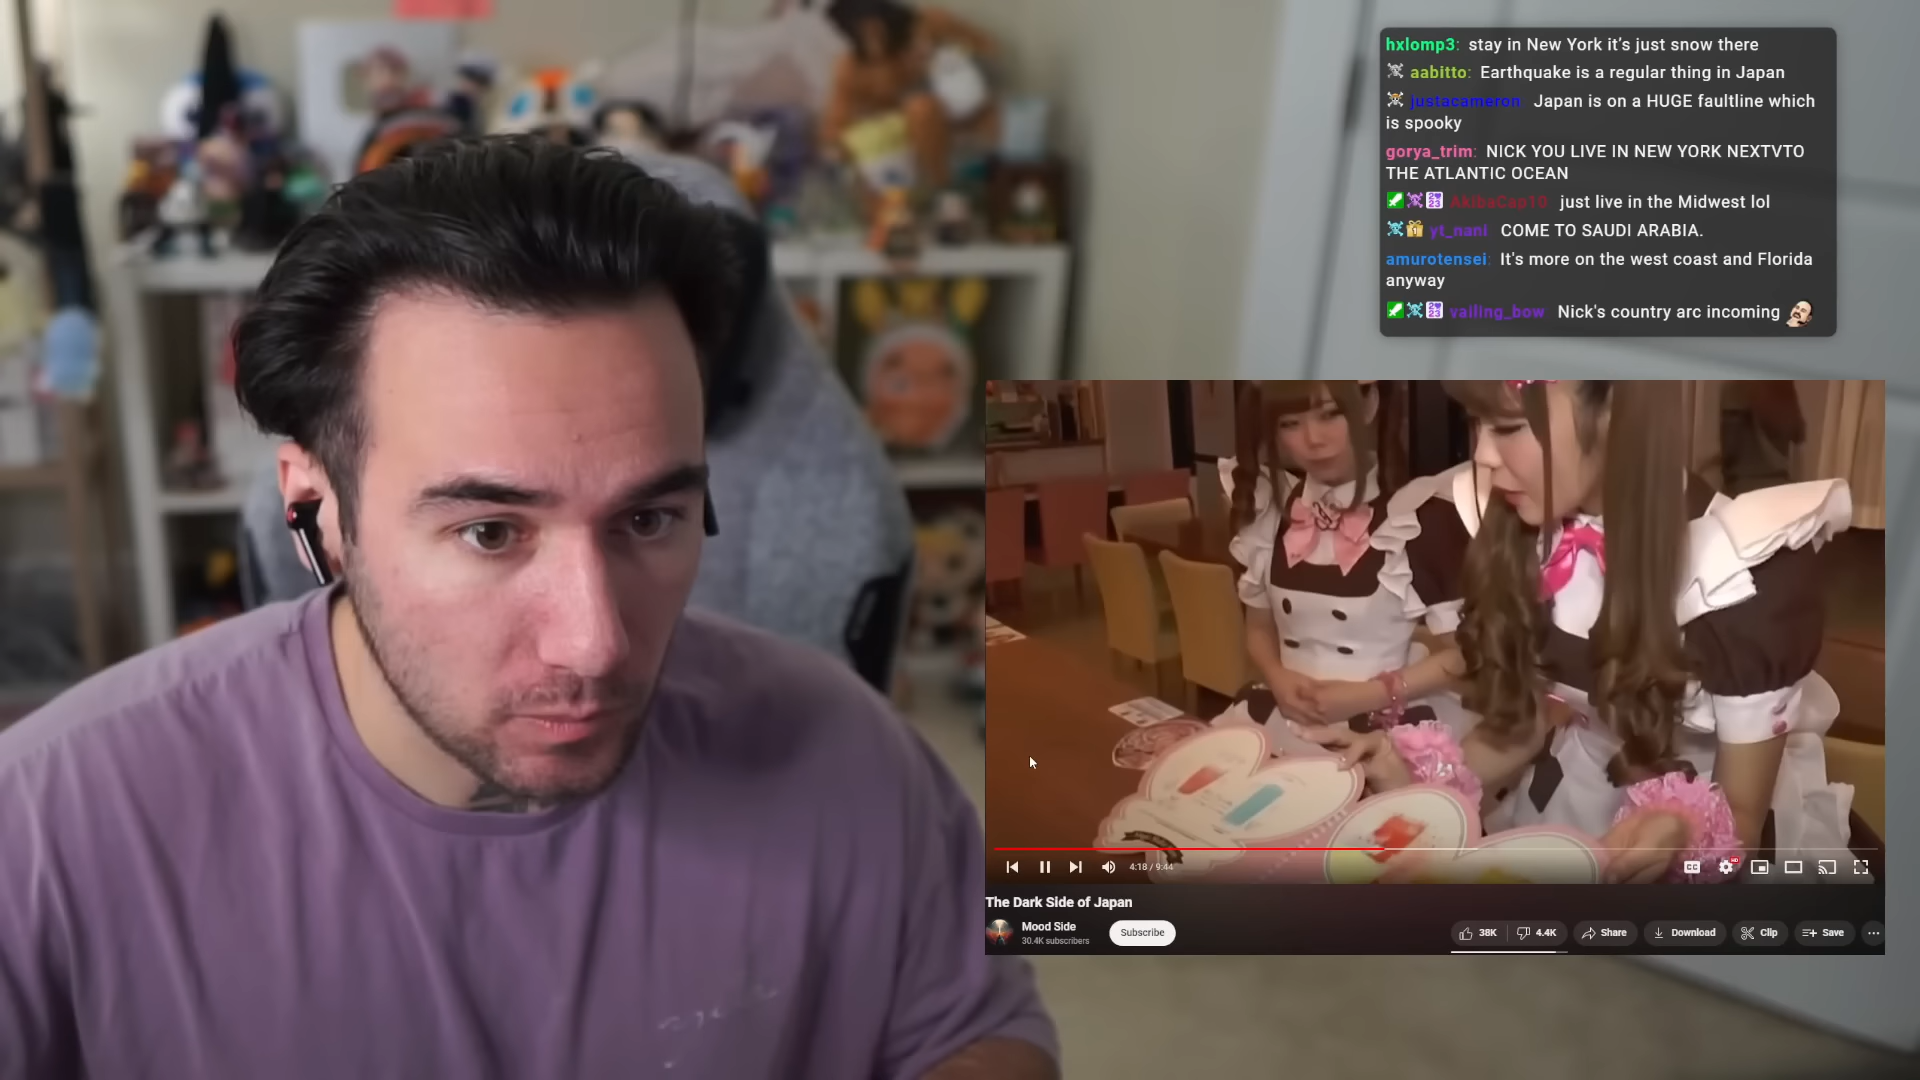 hxlomp3: stay in New York it's just snow there
aabitto: Earthquake is a regular thing in Japan
justacameron Japan is on a HUGE faultline which
is spooky
gorya_trim: NICK YOU LIVE IN NEW YORK NEXTVTO
THE ATLANTIC OCEAN
AkibaCap10 just live in the Midwest lol
yt_nani COME TO SAUDI ARABIA.
amurotensei: It's more on the west coast and Florida
anyway
vailing_bow Nick's country arc incoming
4:18 / 9:44
CC
HD
The Dark Side of Japan
Mood Side
30.4K subscribers
Subscribe
38K
4.4K
Share
Download
Clip
Save